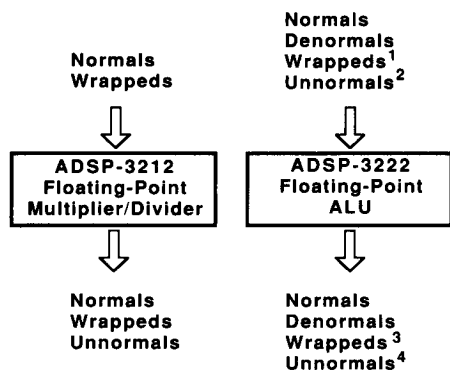 Normals
Wrappeds
ADSP-3212
Floating-Point
Multiplier/Divider
Normals
Wrappeds
Unnormals
Normals
Denormals
Wrappeds¹
Unnormals²
ADSP-3222
Floating-Point
ALU
Normals
Denormals
Wrappeds³
Unnormals⁴